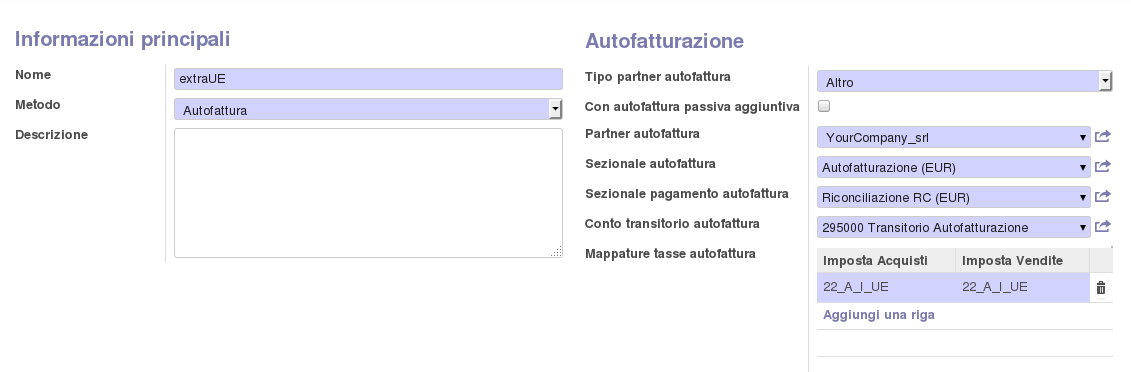 Informazioni principali
Nome
extraUE
Metodo
Autofattura
Descrizione
Autofatturazione
Tipo partner autofattura
Altro
Con autofattura passiva aggiuntiva
Partner autofattura
YourCompany_srl
Sezionale autofattura
Autofatturazione (EUR)
Sezionale pagamento autofattura
Riconciliazione RC (EUR)
Conto transitorio autofattura
295000 Transitorio Autofatturazione
Mappature tasse autofattura
Imposta Acquisti Imposta Vendite
22_A_I_UE 22_A_I_UE
Aggiungi una riga